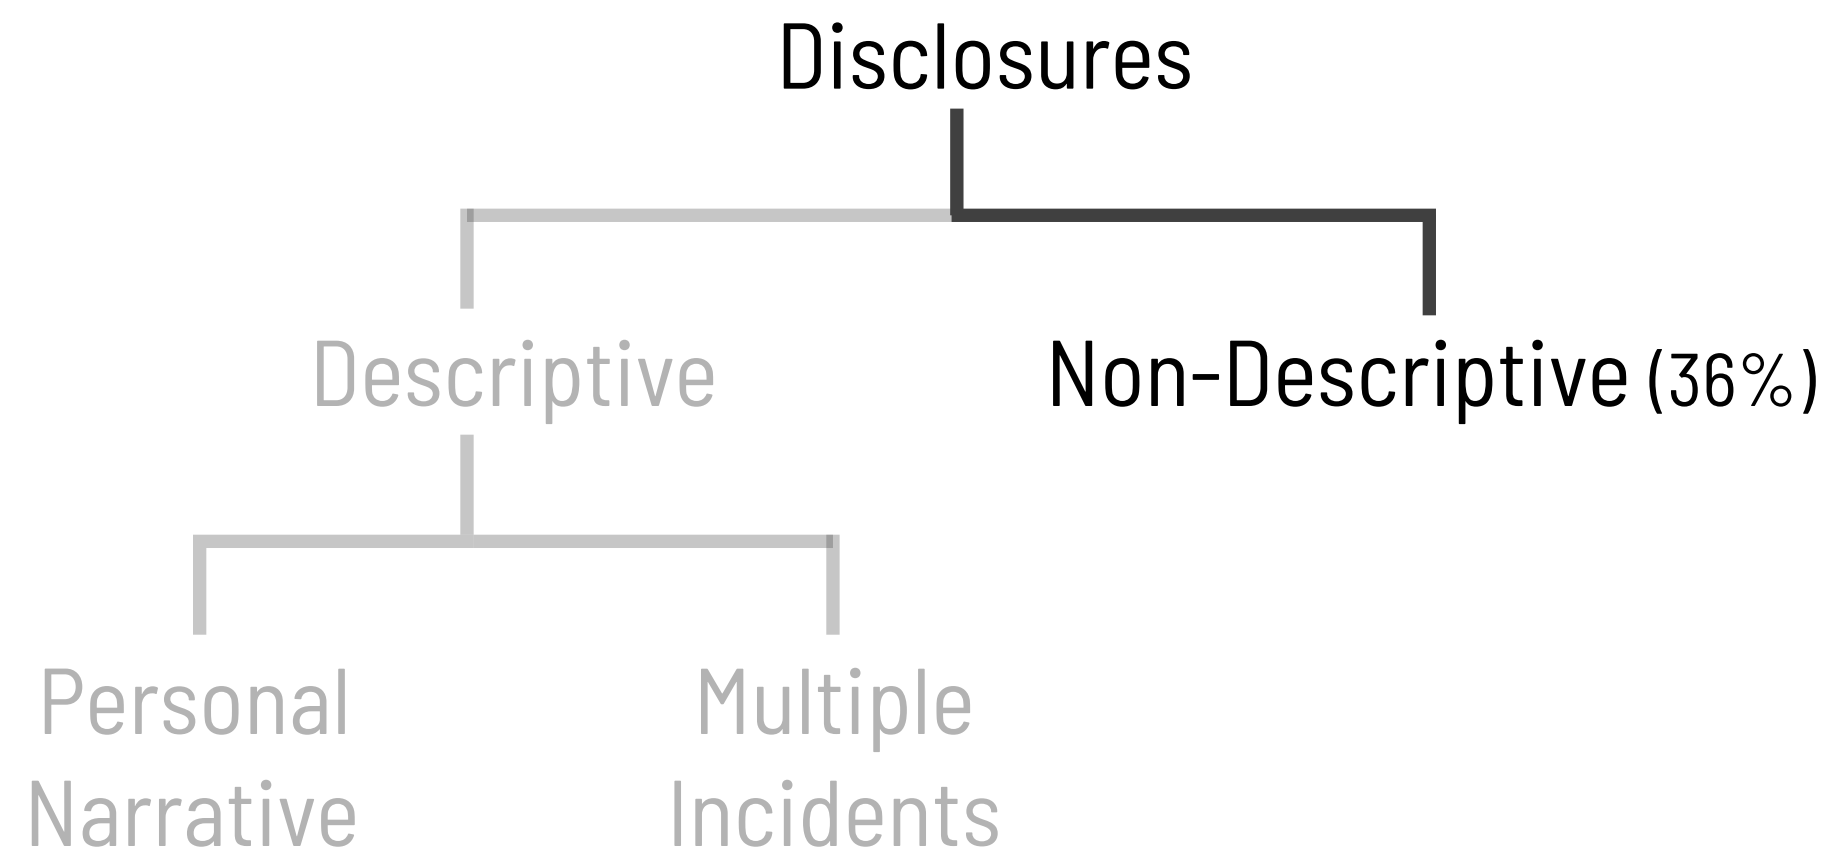 Disclosures
Descriptive
Non-Descriptive (36%)
Personal
Narrative
Multiple
Incidents